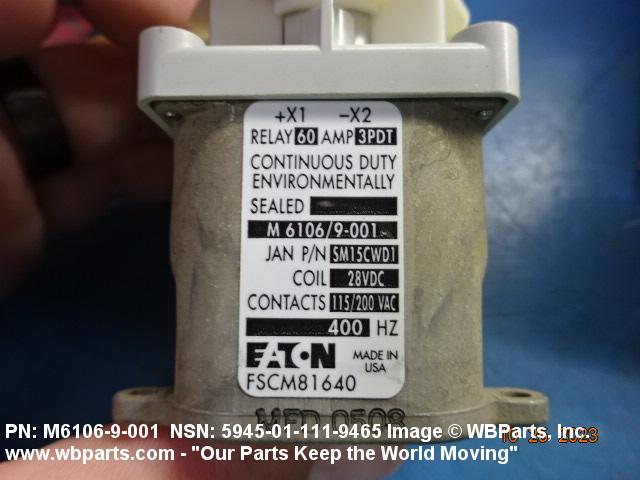 +X1 -X2
RELAY 60 AMP 3PDT
CONTINUOUS DUTY
ENVIRONMENTALLY
SEALED
M 6106/9-001
JAN P/N SM15CWD1
COIL 28VDC
CONTACTS 115/200 VAC
400 HZ
EATON MADE IN USA
FSCM81640
MFD 0508
PN: M6106-9-001 NSN: 5945-01-111-9465 Image © WBParts, Inc.
www.wbparts.com - "Our Parts Keep the World Moving"